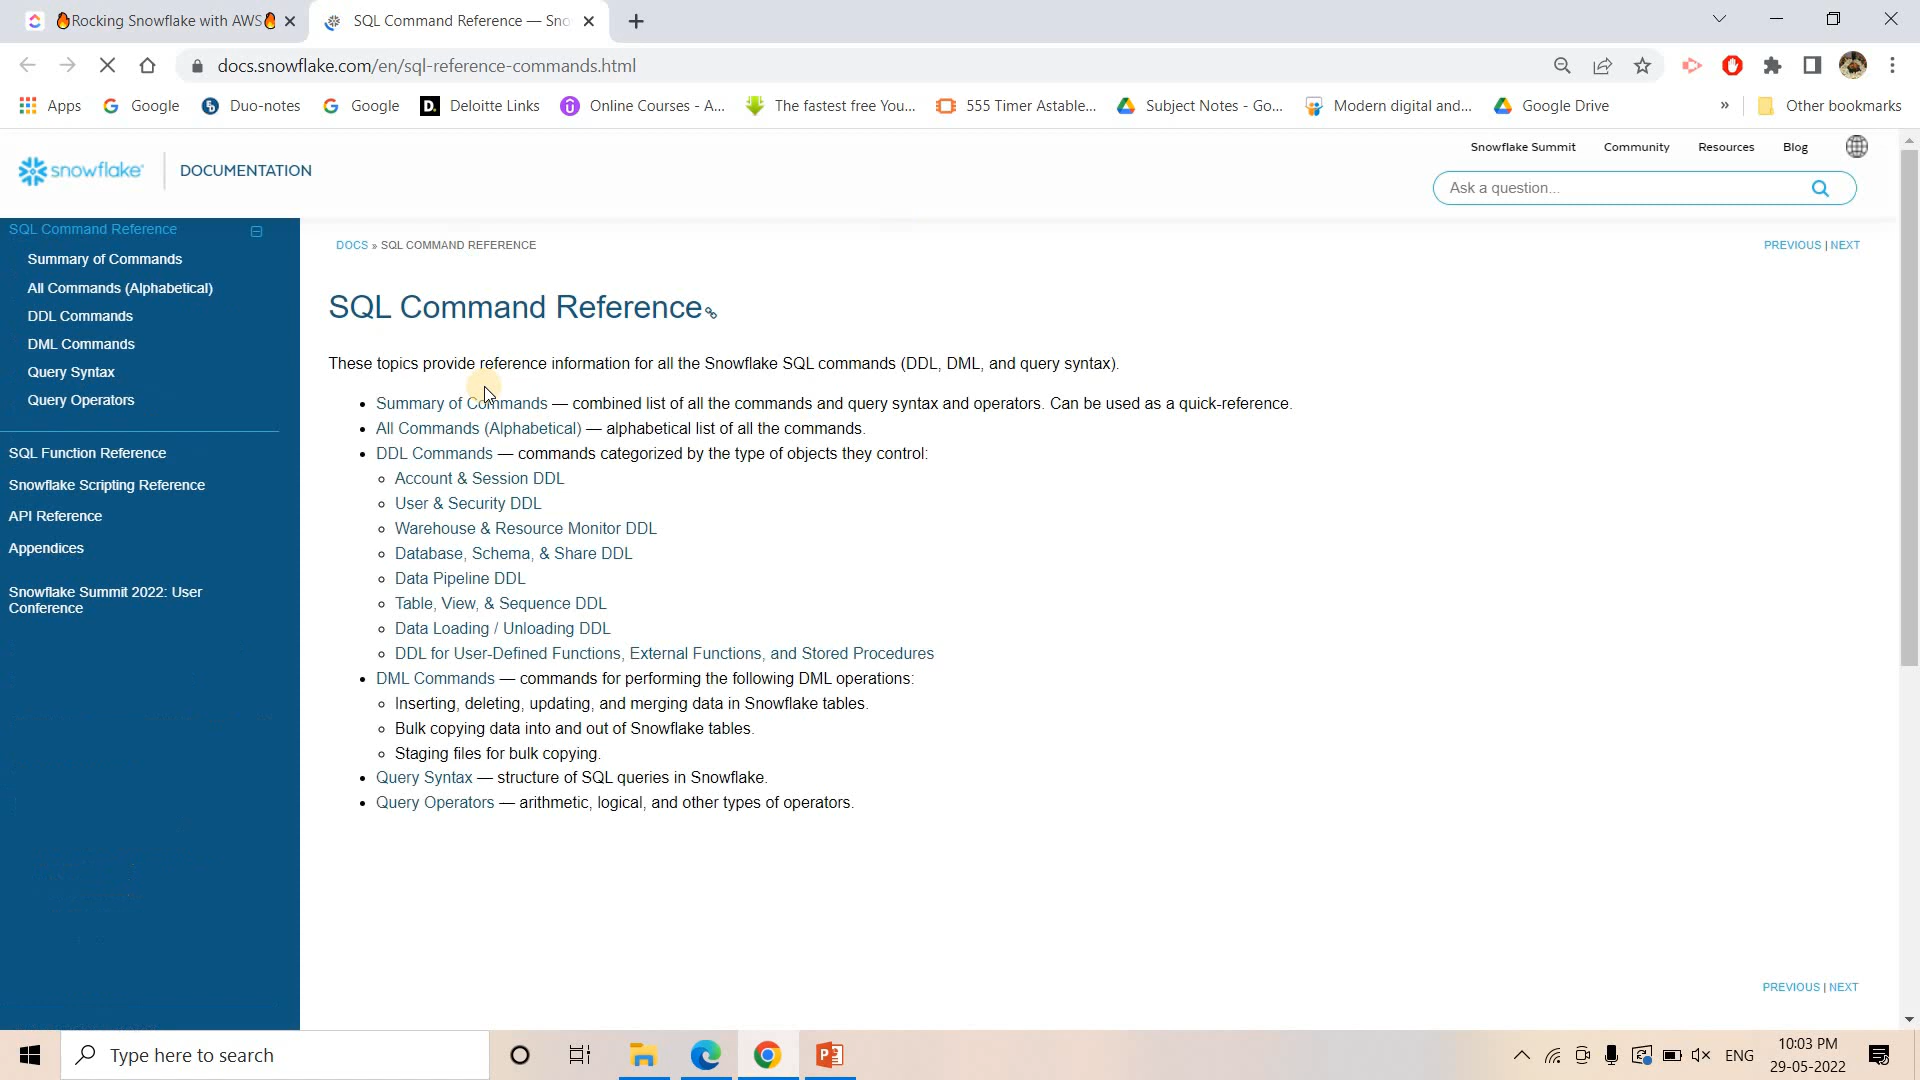 🔥Rocking Snowflake with AWS🔥
SQL Command Reference — Sno
docs.snowflake.com/en/sql-reference-commands.html
Apps
Google
Duo-notes
Google
D. Deloitte Links
Online Courses - A...
The fastest free You...
555 Timer Astable...
Subject Notes - Go...
Modern digital and...
Google Drive
»
Other bookmarks
snowflake
DOCUMENTATION
Snowflake Summit
Community
Resources
Blog
Ask a question...
SQL Command Reference
Summary of Commands
All Commands (Alphabetical)
DDL Commands
DML Commands
Query Syntax
Query Operators
SQL Function Reference
Snowflake Scripting Reference
API Reference
Appendices
Snowflake Summit 2022: User
Conference
DOCS » SQL COMMAND REFERENCE
PREVIOUS | NEXT
SQL Command Reference
These topics provide reference information for all the Snowflake SQL commands (DDL, DML, and query syntax).
• Summary of Commands — combined list of all the commands and query syntax and operators. Can be used as a quick-reference.
• All Commands (Alphabetical) — alphabetical list of all the commands.
• DDL Commands — commands categorized by the type of objects they control:
◦ Account & Session DDL
◦ User & Security DDL
◦ Warehouse & Resource Monitor DDL
◦ Database, Schema, & Share DDL
◦ Data Pipeline DDL
◦ Table, View, & Sequence DDL
◦ Data Loading / Unloading DDL
◦ DDL for User-Defined Functions, External Functions, and Stored Procedures
• DML Commands — commands for performing the following DML operations:
◦ Inserting, deleting, updating, and merging data in Snowflake tables.
◦ Bulk copying data into and out of Snowflake tables.
◦ Staging files for bulk copying.
• Query Syntax — structure of SQL queries in Snowflake.
• Query Operators — arithmetic, logical, and other types of operators.
PREVIOUS | NEXT
Type here to search
ENG
10:03 PM
29-05-2022